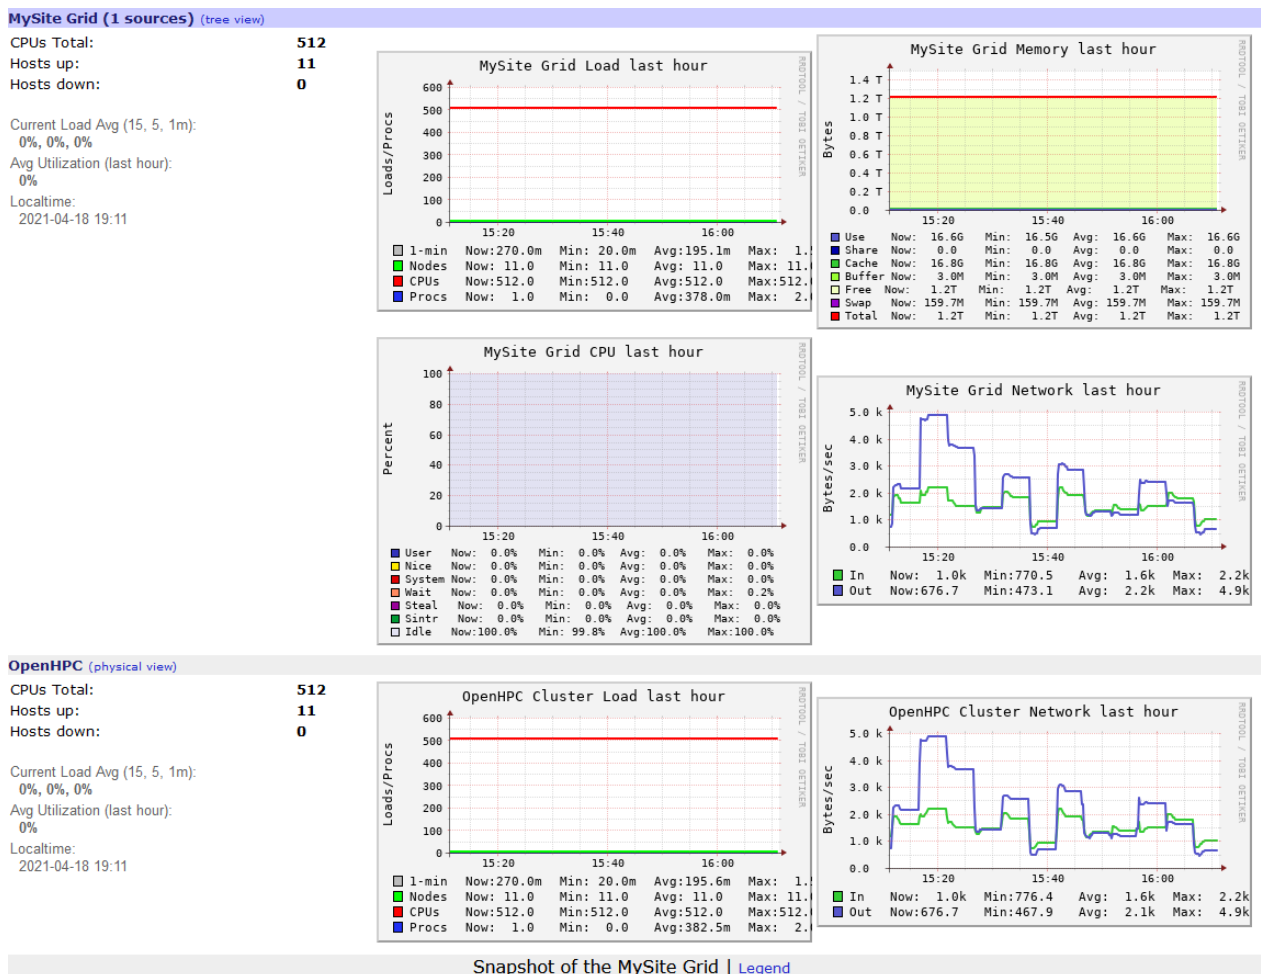 MySite Grid (1 sources) (tree view)
CPUs Total: 512
Hosts up: 11
Hosts down: 0
Current Load Avg (15, 5, 1m):
0%, 0%, 0%
Avg Utilization (last hour):
0%
Localtime:
2021-04-18 19:11
MySite Grid Load last hour
RRDTOOL / TOBI OETIKER
Loads/Procs
600
500
400
300
200
100
0
15:20 15:40 16:00
1-min Now:270.0m Min: 20.0m Avg:195.1m Max: 1.
Nodes Now: 11.0 Min: 11.0 Avg: 11.0 Max: 11.
CPUs Now:512.0 Min:512.0 Avg:512.0 Max:512.
Procs Now: 1.0 Min: 0.0 Avg:378.0m Max: 2.
MySite Grid Memory last hour
RRDTOOL / TOBI OETIKER
Bytes
1.4 T
1.2 T
1.0 T
0.8 T
0.6 T
0.4 T
0.2 T
0.0
15:20 15:40 16:00
Use Now: 16.6G Min: 16.5G Avg: 16.6G Max: 16.6G
Share Now: 0.0 Min: 0.0 Avg: 0.0 Max: 0.0
Cache Now: 16.8G Min: 16.8G Avg: 16.8G Max: 16.8G
Buffer Now: 3.0M Min: 3.0M Avg: 3.0M Max: 3.0M
Free Now: 1.2T Min: 1.2T Avg: 1.2T Max: 1.2T
Swap Now: 159.7M Min: 159.7M Avg: 159.7M Max: 159.7M
Total Now: 1.2T Min: 1.2T Avg: 1.2T Max: 1.2T
MySite Grid CPU last hour
RRDTOOL / TOBI OETIKER
Percent
100
80
60
40
20
0
15:20 15:40 16:00
User Now: 0.0% Min: 0.0% Avg: 0.0% Max: 0.0%
Nice Now: 0.0% Min: 0.0% Avg: 0.0% Max: 0.0%
System Now: 0.0% Min: 0.0% Avg: 0.0% Max: 0.0%
Wait Now: 0.0% Min: 0.0% Avg: 0.0% Max: 0.2%
Steal Now: 0.0% Min: 0.0% Avg: 0.0% Max: 0.0%
Sintr Now: 0.0% Min: 0.0% Avg: 0.0% Max: 0.0%
Idle Now:100.0% Min: 99.8% Avg:100.0% Max:100.0%
MySite Grid Network last hour
RRDTOOL / TOBI OETIKER
Bytes/sec
5.0 k
4.0 k
3.0 k
2.0 k
1.0 k
0.0
15:20 15:40 16:00
In Now: 1.0k Min:770.5 Avg: 1.6k Max: 2.2k
Out Now:676.7 Min:473.1 Avg: 2.2k Max: 4.9k
OpenHPC (physical view)
CPUs Total: 512
Hosts up: 11
Hosts down: 0
Current Load Avg (15, 5, 1m):
0%, 0%, 0%
Avg Utilization (last hour):
0%
Localtime:
2021-04-18 19:11
OpenHPC Cluster Load last hour
RRDTOOL / TOBI OETIKER
Loads/Procs
600
500
400
300
200
100
0
15:20 15:40 16:00
1-min Now:270.0m Min: 20.0m Avg:195.6m Max: 1.
Nodes Now: 11.0 Min: 11.0 Avg: 11.0 Max: 11.
CPUs Now:512.0 Min:512.0 Avg:512.0 Max:512.
Procs Now: 1.0 Min: 0.0 Avg:382.5m Max: 2.
OpenHPC Cluster Network last hour
RRDTOOL / TOBI OETIKER
Bytes/sec
5.0 k
4.0 k
3.0 k
2.0 k
1.0 k
0.0
15:20 15:40 16:00
In Now: 1.0k Min:776.4 Avg: 1.6k Max: 2.2k
Out Now:676.7 Min:467.9 Avg: 2.1k Max: 4.9k
Snapshot of the MySite Grid | Legend